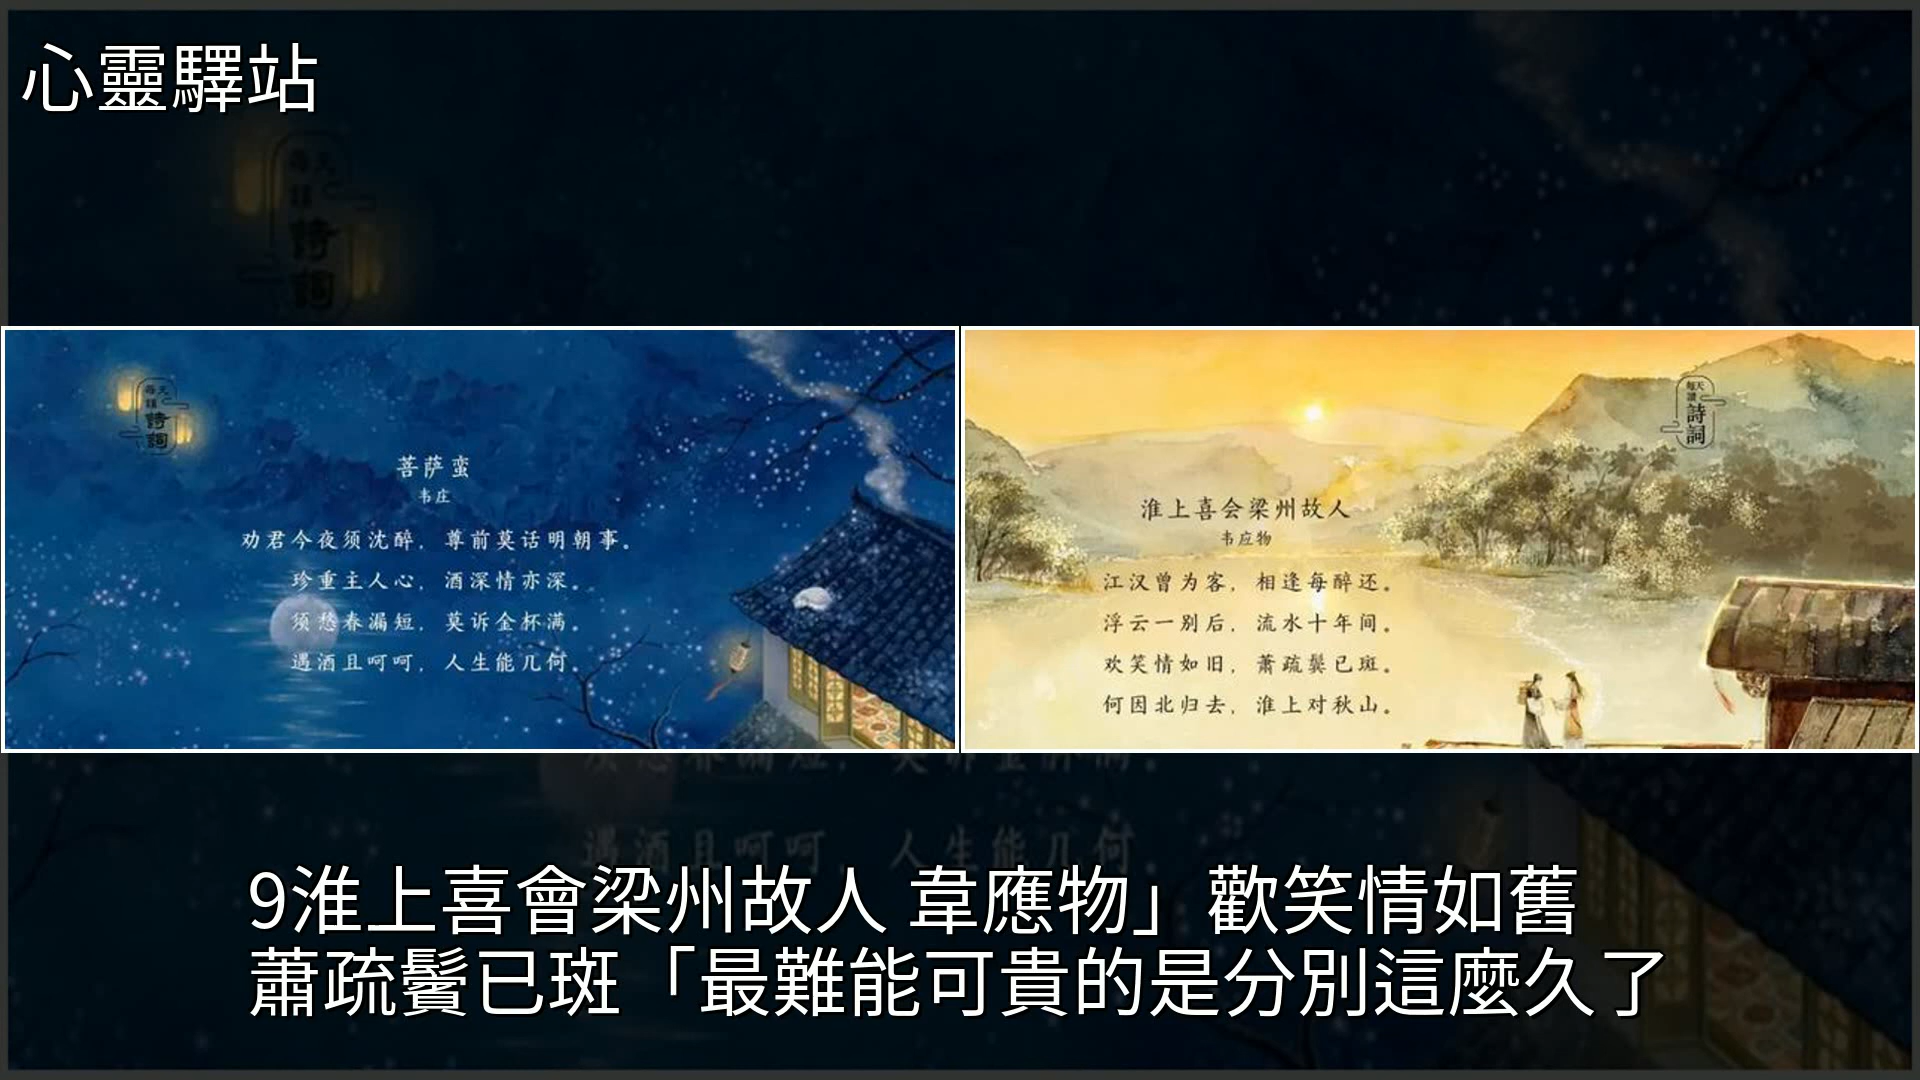 心靈驛站
每天
讀
詩
詞
菩萨蛮
韦庄
劝君今夜须沈醉，尊前莫话明朝事。
珍重主人心，酒深情亦深。
须愁春漏短，莫诉金杯满。
遇酒且呵呵，人生能几何。
每天
讀
詩
詞
淮上喜会梁州故人
韦应物
江汉曾为客，相逢每醉还。
浮云一别后，流水十年间。
欢笑情如旧，萧疏鬓已斑。
何因北归去，淮上对秋山。
遇酒且呵呵，人生能几何。
9淮上喜會梁州故人 韋應物」歡笑情如舊
蕭疏鬢已斑「最難能可貴的是分別這麼久了